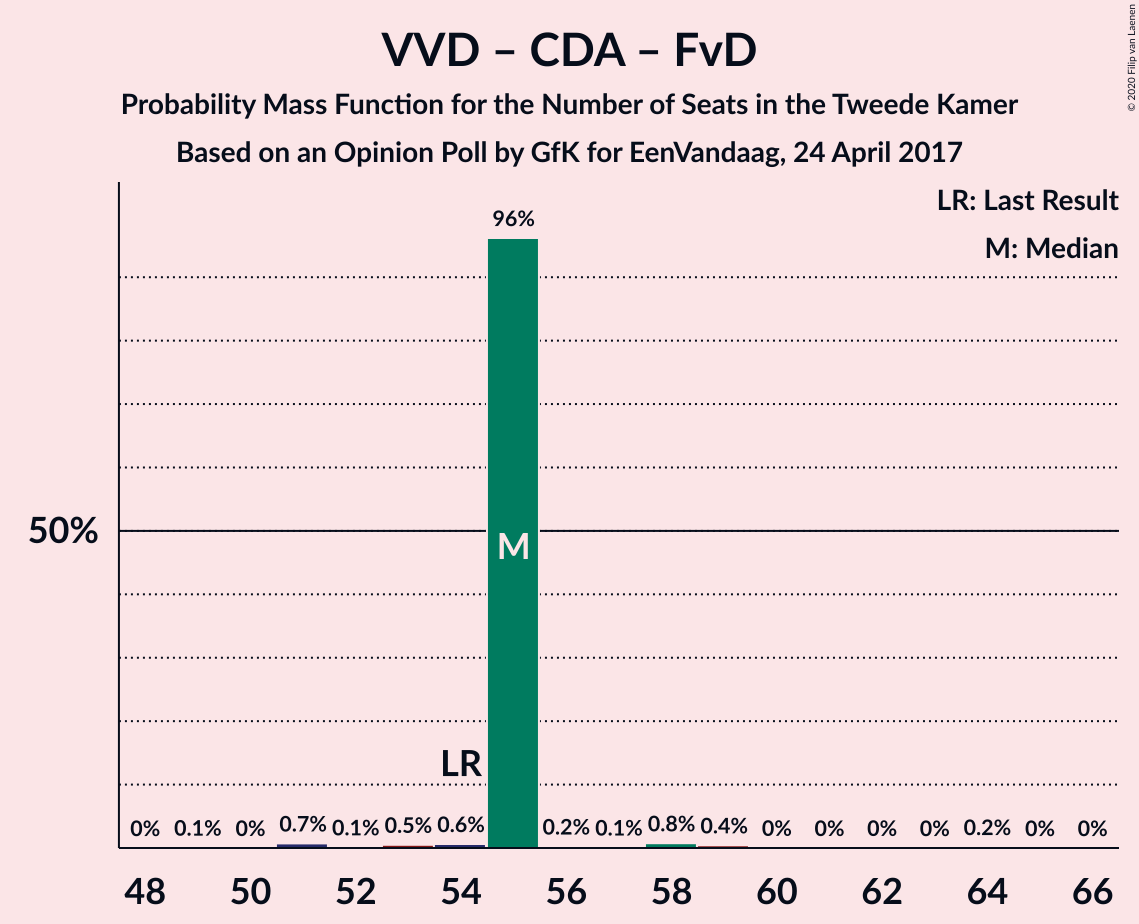 VVD – CDA – FvD
Probability Mass Function for the Number of Seats in the Tweede Kamer
Based on an Opinion Poll by GfK for EenVandaag, 24 April 2017
© 2020 Filip van Laenen
LR: Last Result
M: Median
96%
50%
M
LR
0% 0.1% 0% 0.7% 0.1% 0.5% 0.6% 0.2% 0.1% 0.8% 0.4% 0% 0% 0% 0% 0.2% 0% 0%
48 50 52 54 56 58 60 62 64 66